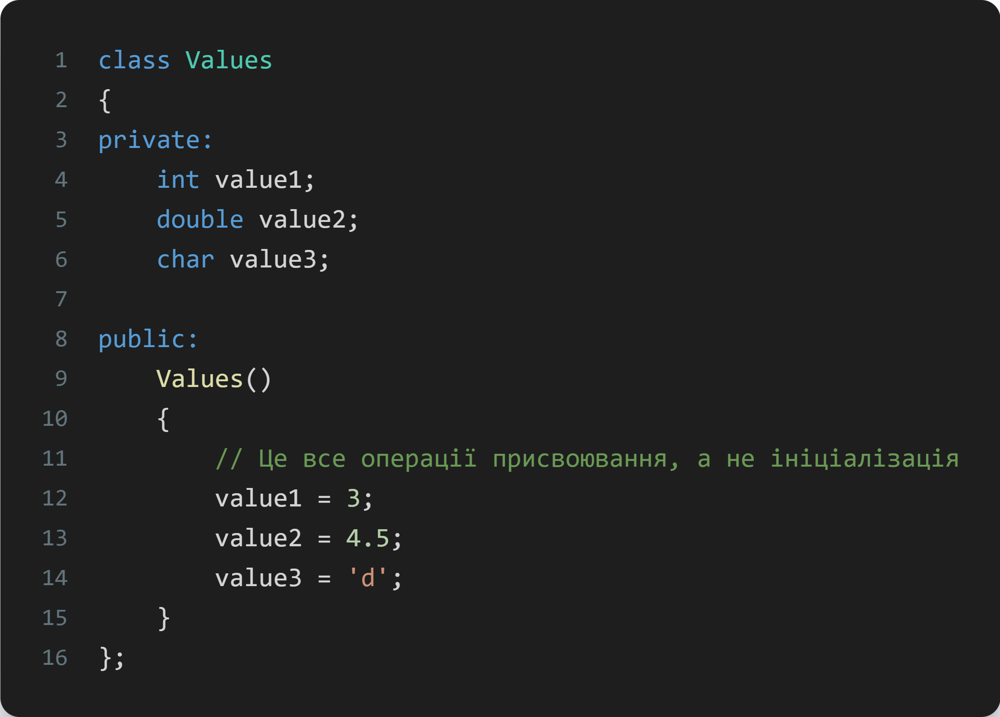 1 class Values
2 {
3 private:
4     int value1;
5     double value2;
6     char value3;
7
8 public:
9     Values()
10     {
11         // Це все операції присвоювання, а не ініціалізація
12         value1 = 3;
13         value2 = 4.5;
14         value3 = 'd';
15     }
16 };